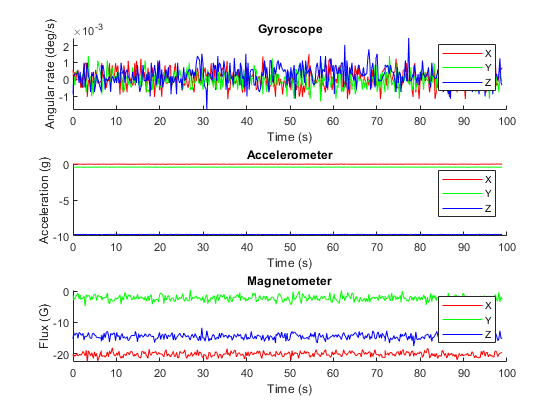 Gyroscope
×10⁻³
Angular rate (deg/s)
2
1
0
-1
X
Y
Z
0 10 20 30 40 50 60 70 80 90 100
Time (s)
Accelerometer
Acceleration (g)
0
-5
-10
X
Y
Z
0 10 20 30 40 50 60 70 80 90 100
Time (s)
Magnetometer
Flux (G)
0
-10
-20
X
Y
Z
0 10 20 30 40 50 60 70 80 90 100
Time (s)